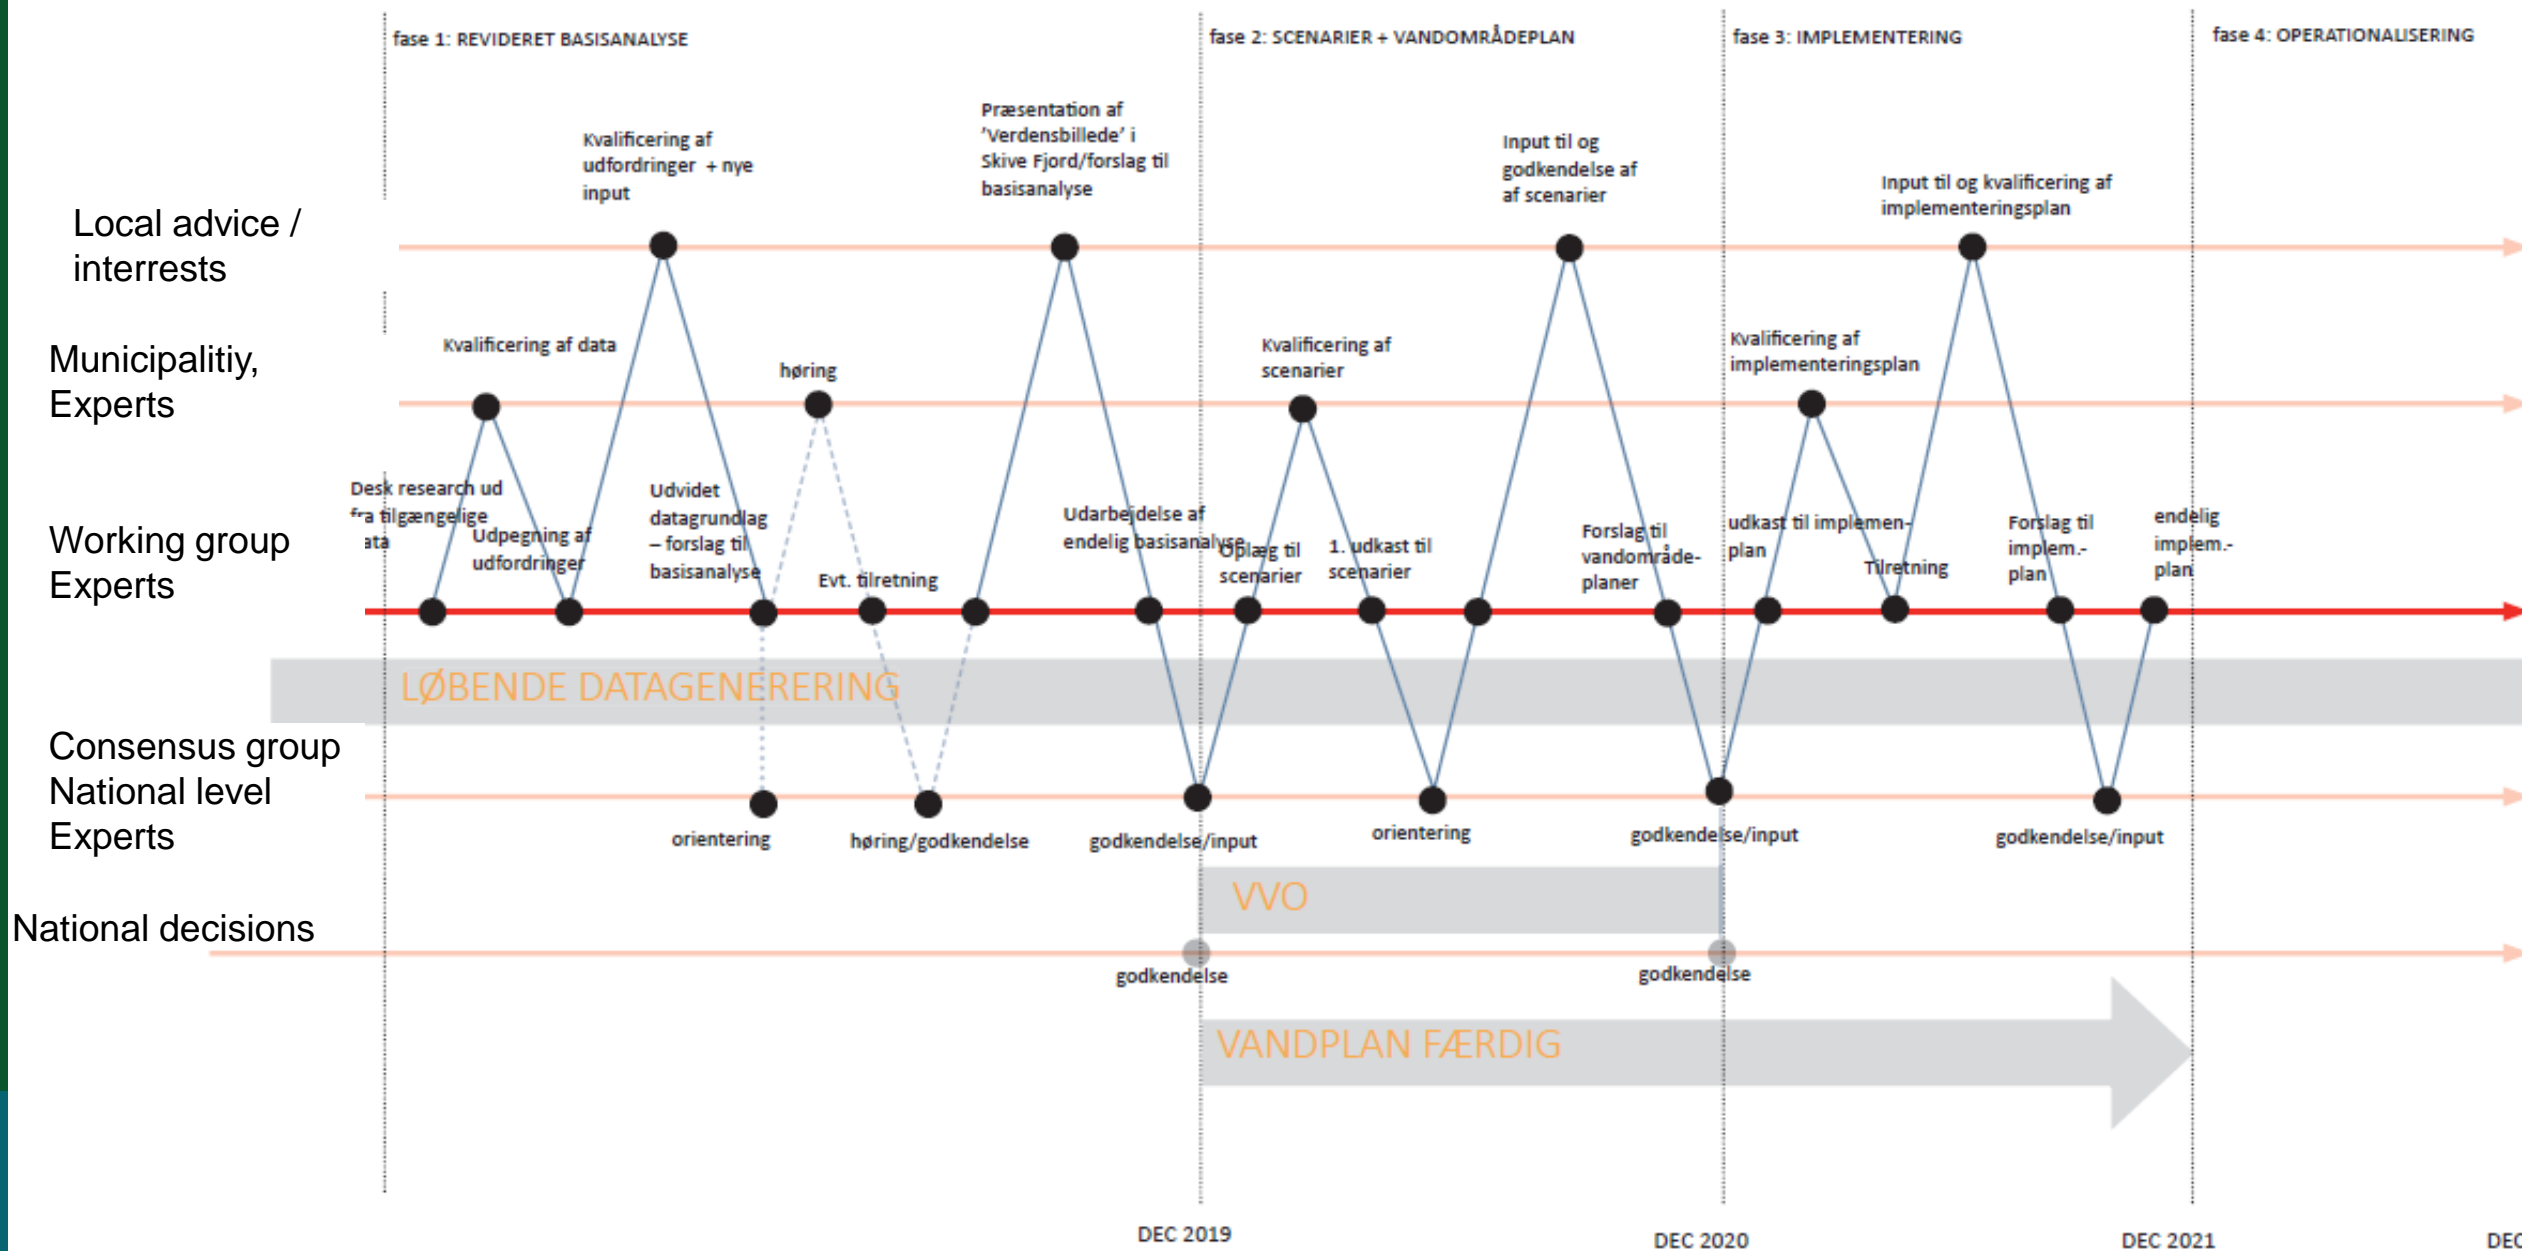 fase 1: REVIDERET BASISANALYSE
fase 2: SCENARIER + VANDOMRÅDEPLAN
fase 3: IMPLEMENTERING
fase 4: OPERATIONALISERING
Kvalificering af
udfordringer + nye
input
Præsentation af
'Verdensbillede' i
Skive Fjord/forslag til
basisanalyse
Input til og
godkendelse af
af scenarier
Input til og kvalificering af
implementeringsplan
Local advice /
interrests
Kvalificering af data
høring
Kvalificering af
scenarier
Kvalificering af
implementeringsplan
Municipalitiy,
Experts
Desk research ud
fra tilgængelige
ata
Udpegning af
udfordringer
Udvidet
datagrundlag
– forslag til
basisanalyse
Evt. tilretning
Udarbejdelse af
endelig basisanalyse
Oplæg til
scenarier
1. udkast til
scenarier
Forslag til
vandområde-
planer
udkast til implemen-
plan
Tilretning
Forslag til
implem.-
plan
endelig
implem.-
plan
Working group
Experts
LØBENDE DATAGENERERING
Consensus group
National level
Experts
orientering
høring/godkendelse
godkendelse/input
orientering
godkendelse/input
godkendelse/input
VVO
National decisions
godkendelse
godkendelse
VANDPLAN FÆRDIG
DEC 2019
DEC 2020
DEC 2021
DEC